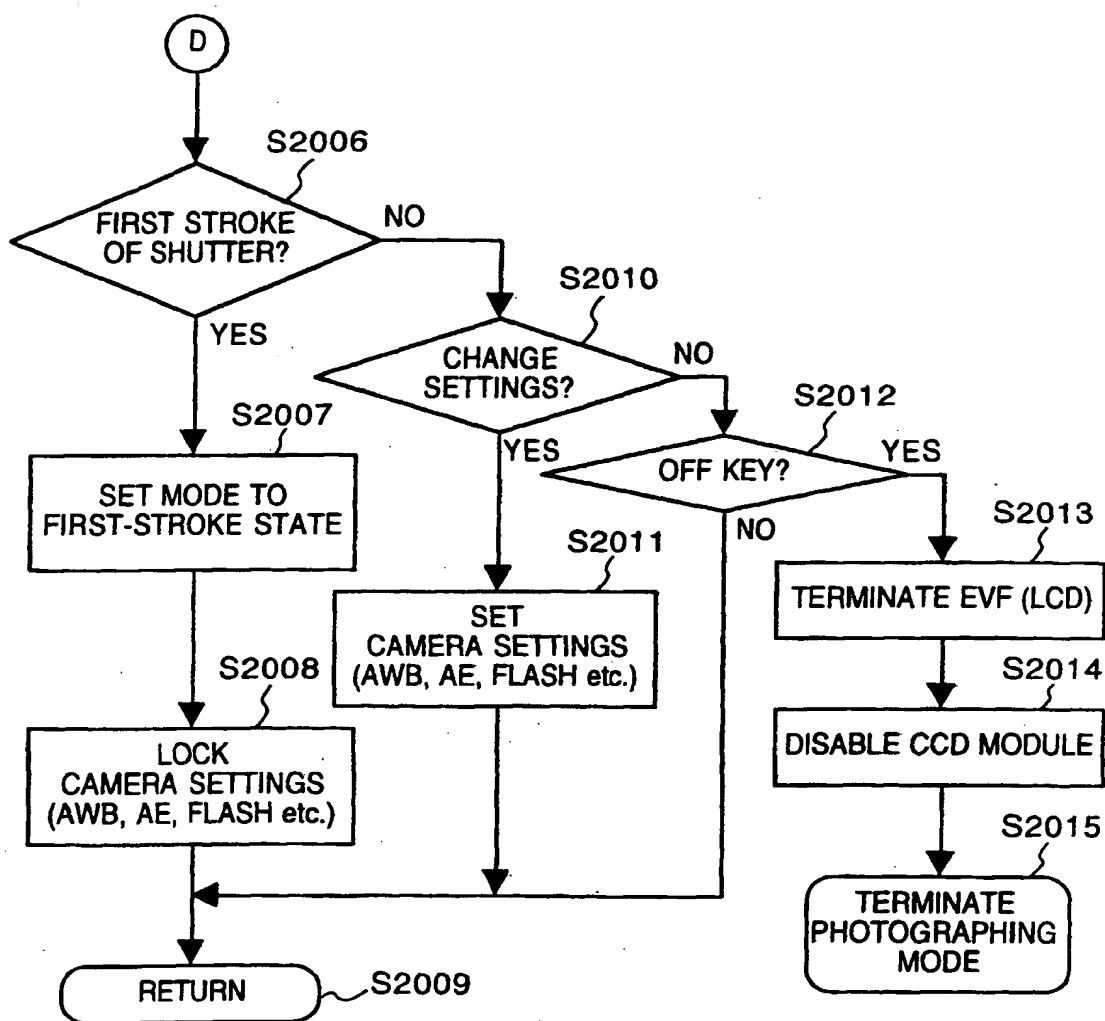 D
S2006
FIRST STROKE
OF SHUTTER?
NO
YES
S2010
CHANGE
SETTINGS?
NO
YES
S2007
SET MODE TO
FIRST-STROKE STATE
S2012
OFF KEY?
YES
NO
S2011
SET
CAMERA SETTINGS
(AWB, AE, FLASH etc.)
S2013
TERMINATE EVF (LCD)
S2008
LOCK
CAMERA SETTINGS
(AWB, AE, FLASH etc.)
S2014
DISABLE CCD MODULE
S2015
TERMINATE
PHOTOGRAPHING
MODE
RETURN
S2009